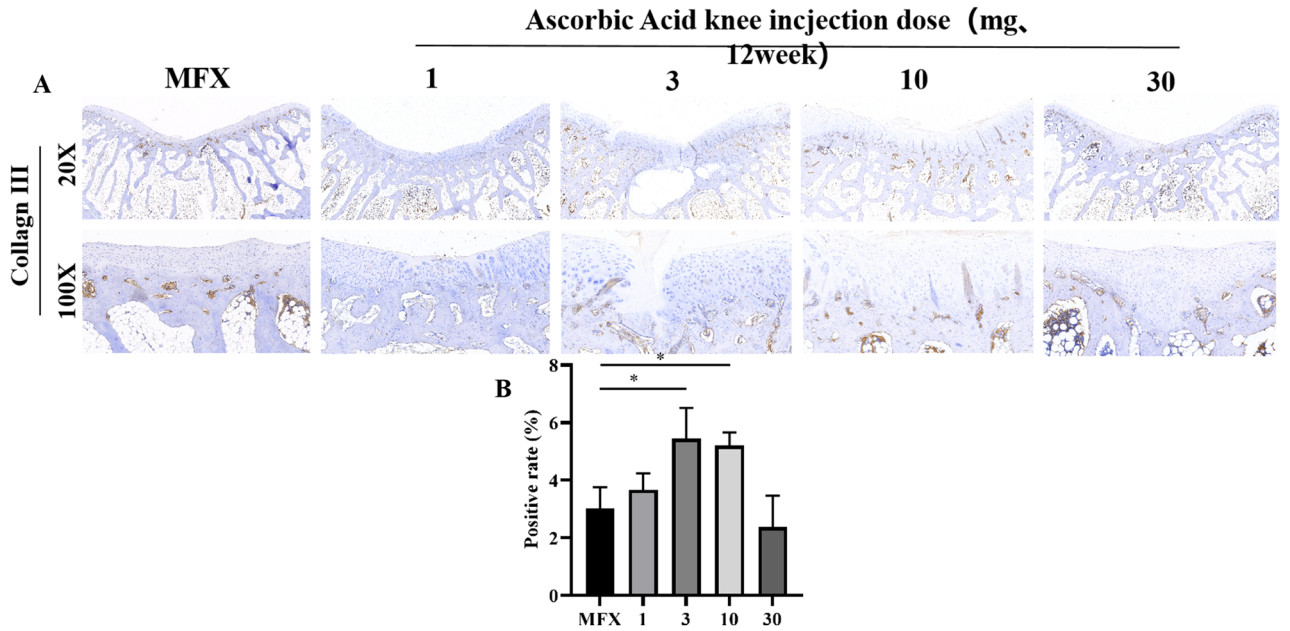 Ascorbic Acid knee incjection dose（mg、
12week）
A
MFX 1 3 10 30
Collagn III
20X
100X
B
Positive rate (%)
8
6
4
2
0
*
*
MFX 1 3 10 30